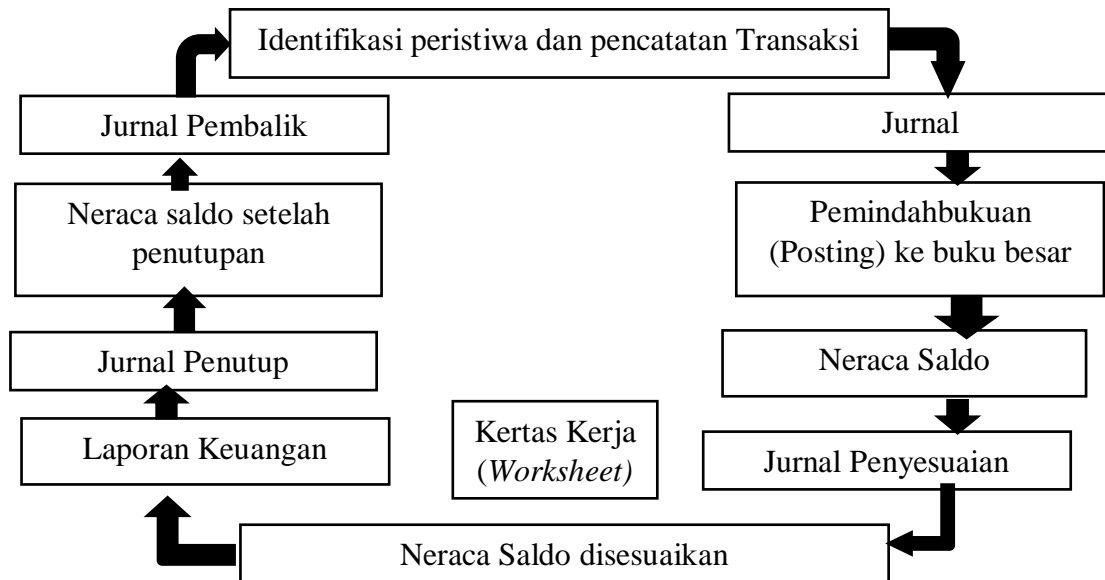 Identifikasi peristiwa dan pencatatan Transaksi
Jurnal
Pemindahbukuan
(Posting) ke buku besar
Neraca Saldo
Jurnal Penyesuaian
Neraca Saldo disesuaikan
Kertas Kerja
(Worksheet)
Laporan Keuangan
Jurnal Penutup
Neraca saldo setelah
penutupan
Jurnal Pembalik